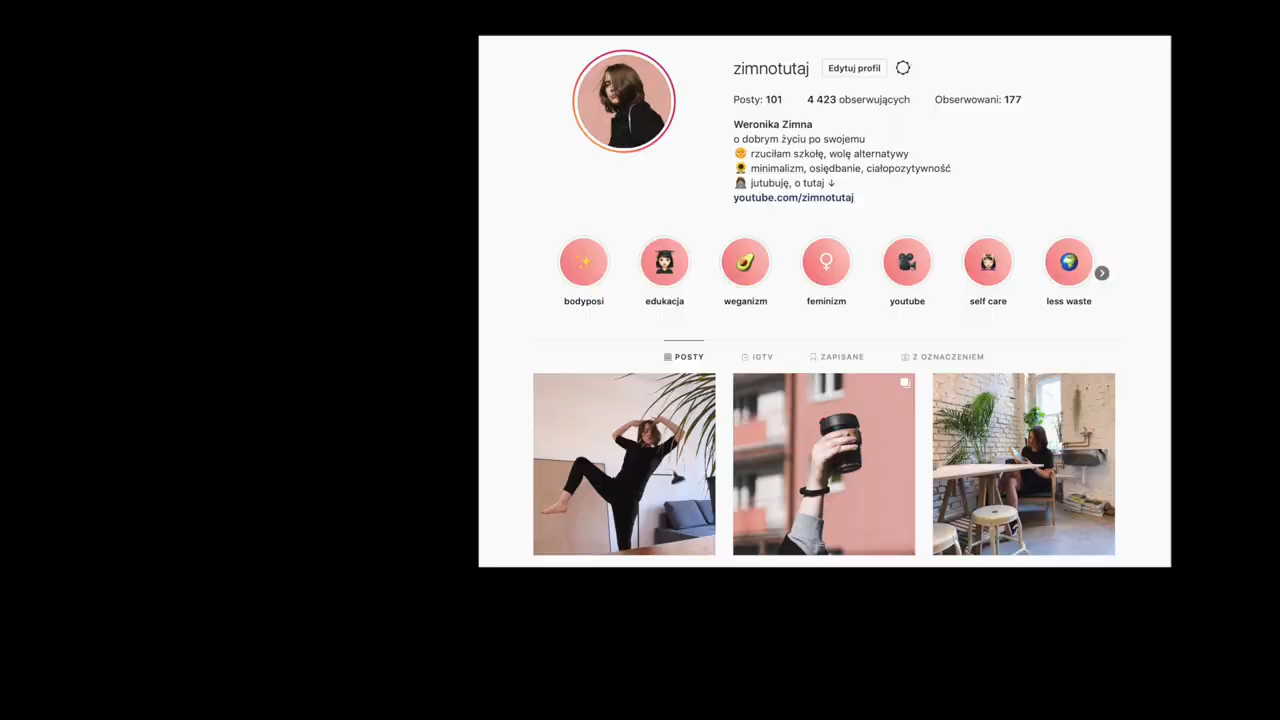 zimnotutaj Edytuj profil
Posty: 101 4 423 obserwujących Obserwowani: 177
Weronika Zimna
o dobrym życiu po swojemu
rzuciłam szkołę, wolę alternatywy
minimalizm, osiędbanie, ciałopozytywność
jutubuję, o tutaj ↓
youtube.com/zimnotutaj
bodyposi edukacja weganizm feminizm youtube self care less waste
POSTY IGTV ZAPISANE Z OZNACZENIEM